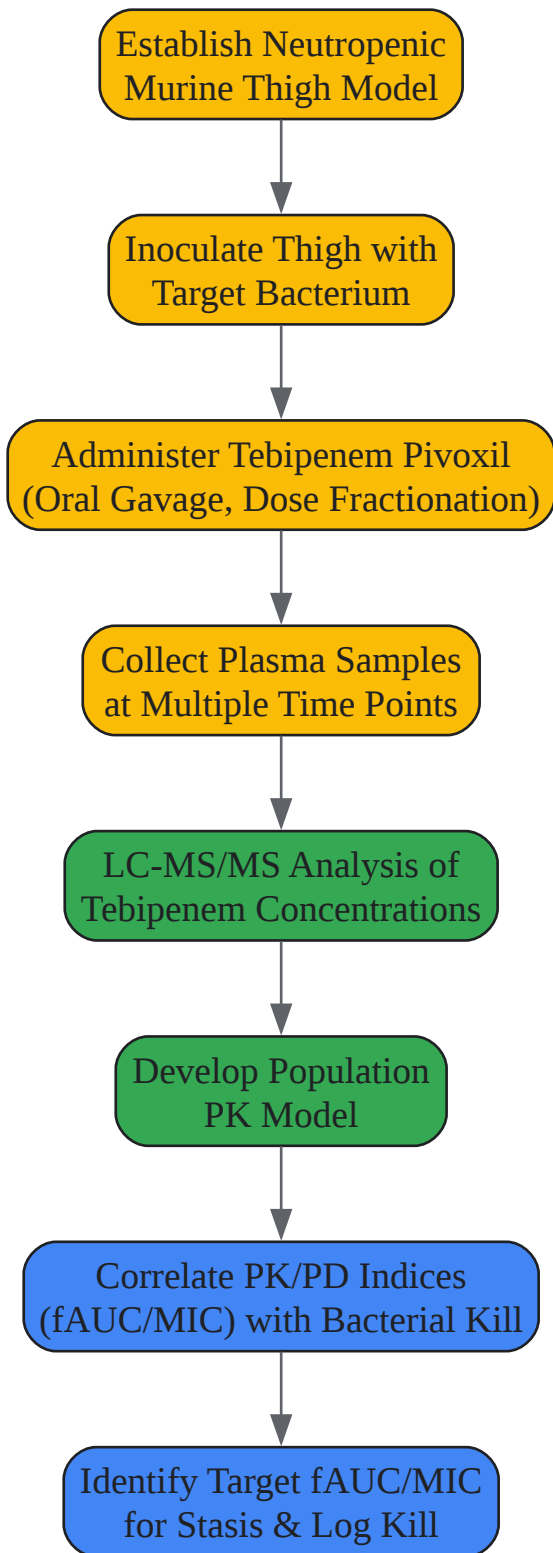 Establish Neutropenic
Murine Thigh Model
Inoculate Thigh with
Target Bacterium
Administer Tebipenem Pivoxil
(Oral Gavage, Dose Fractionation)
Collect Plasma Samples
at Multiple Time Points
LC-MS/MS Analysis of
Tebipenem Concentrations
Develop Population
PK Model
Correlate PK/PD Indices
(fAUC/MIC) with Bacterial Kill
Identify Target fAUC/MIC
for Stasis & Log Kill